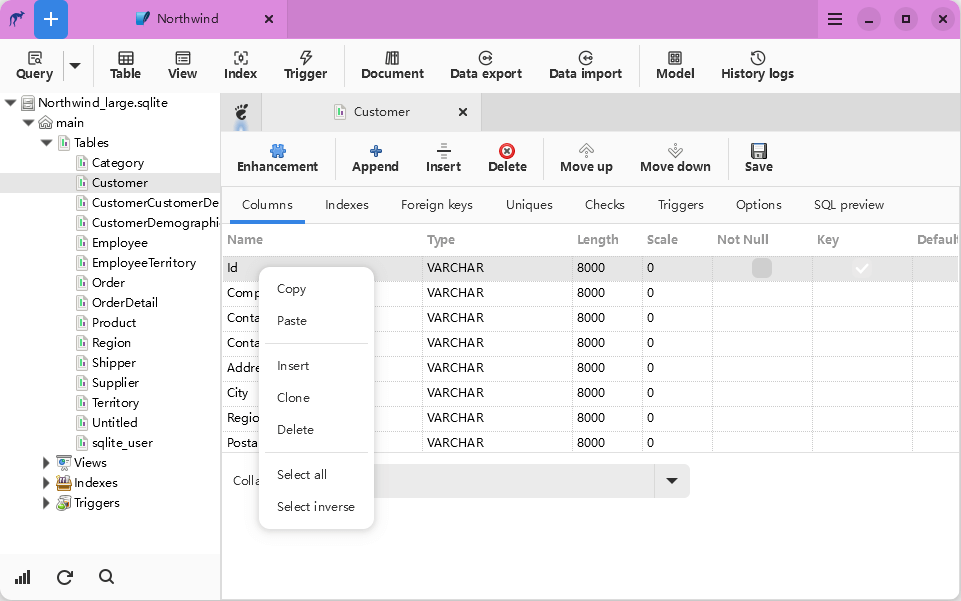 Northwind
Query Table View Index Trigger Document Data export Data import Model History logs
Northwind_large.sqlite
main
Tables
Category
Customer
CustomerCustomerDe
CustomerDemographi
Employee
EmployeeTerritory
Order
OrderDetail
Product
Region
Shipper
Supplier
Territory
Untitled
sqlite_user
Views
Indexes
Triggers
Customer
Enhancement Append Insert Delete Move up Move down Save
Columns Indexes Foreign keys Uniques Checks Triggers Options SQL preview
Name Type Length Scale Not Null Key Defaul
Id VARCHAR 8000 0
Comp VARCHAR 8000 0
Conta VARCHAR 8000 0
Conta VARCHAR 8000 0
Addre VARCHAR 8000 0
City VARCHAR 8000 0
Regio VARCHAR 8000 0
Posta VARCHAR 8000 0
Colla
Copy
Paste
Insert
Clone
Delete
Select all
Select inverse